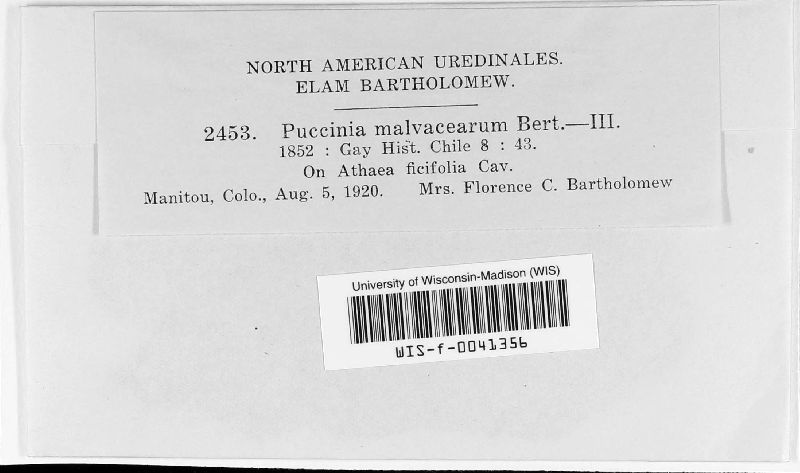 NORTH AMERICAN UREDINALES.
ELAM BARTHOLOMEW.
2453. Puccinia malvacearum Bert.—III.
1852 : Gay Hist. Chile 8 : 43.
On Athaea ficifolia Cav.
Manitou, Colo., Aug. 5, 1920. Mrs. Florence C. Bartholomew
University of Wisconsin-Madison (WIS)
WIS-f-0041356